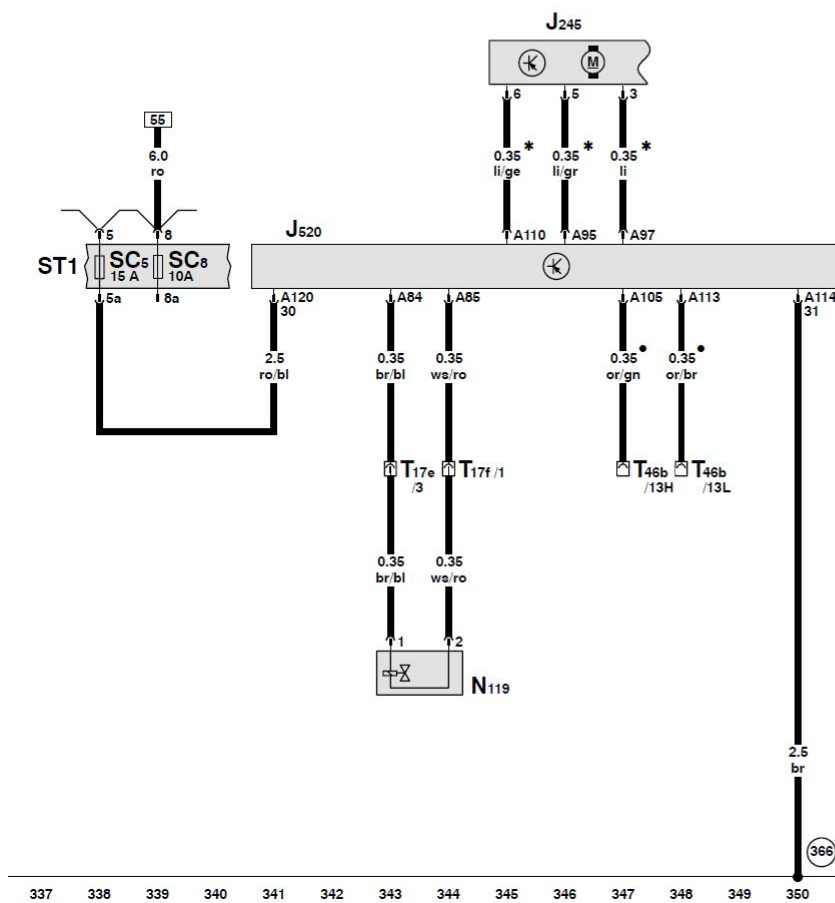 J245
M
6 5 3
55
6.0
ro
0.35 * 0.35 * 0.35 *
li/ge li/gr li
5 8 J520 A110 A95 A97
ST1 SC5 SC8
15 A 10A
5a 8a A120 A84 A85 A105 A113 A114
30 31
2.5 0.35 0.35 0.35 • 0.35 •
ro/bl br/bl ws/ro or/gn or/br
T17e T17f /1 T46b T46b
/3 /13H /13L
0.35 0.35
br/bl ws/ro
1 2
N119
2.5
br
366
337 338 339 340 341 342 343 344 345 346 347 348 349 350